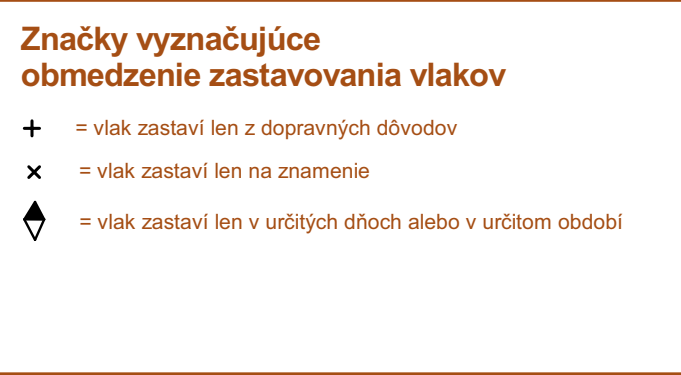 Značky vyznačujúce
obmedzenie zastavovania vlakov
+ = vlak zastaví len z dopravných dôvodov
× = vlak zastaví len na znamenie
= vlak zastaví len v určitých dňoch alebo v určitom období